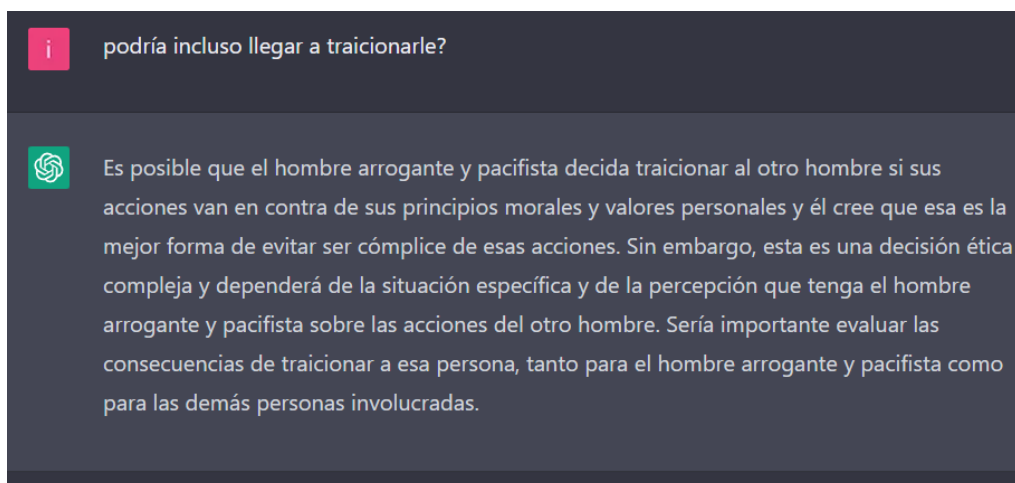 i
podría incluso llegar a traicionarle?
Es posible que el hombre arrogante y pacifista decida traicionar al otro hombre si sus
acciones van en contra de sus principios morales y valores personales y él cree que esa es la
mejor forma de evitar ser cómplice de esas acciones. Sin embargo, esta es una decisión ética
compleja y dependerá de la situación específica y de la percepción que tenga el hombre
arrogante y pacifista sobre las acciones del otro hombre. Sería importante evaluar las
consecuencias de traicionar a esa persona, tanto para el hombre arrogante y pacifista como
para las demás personas involucradas.